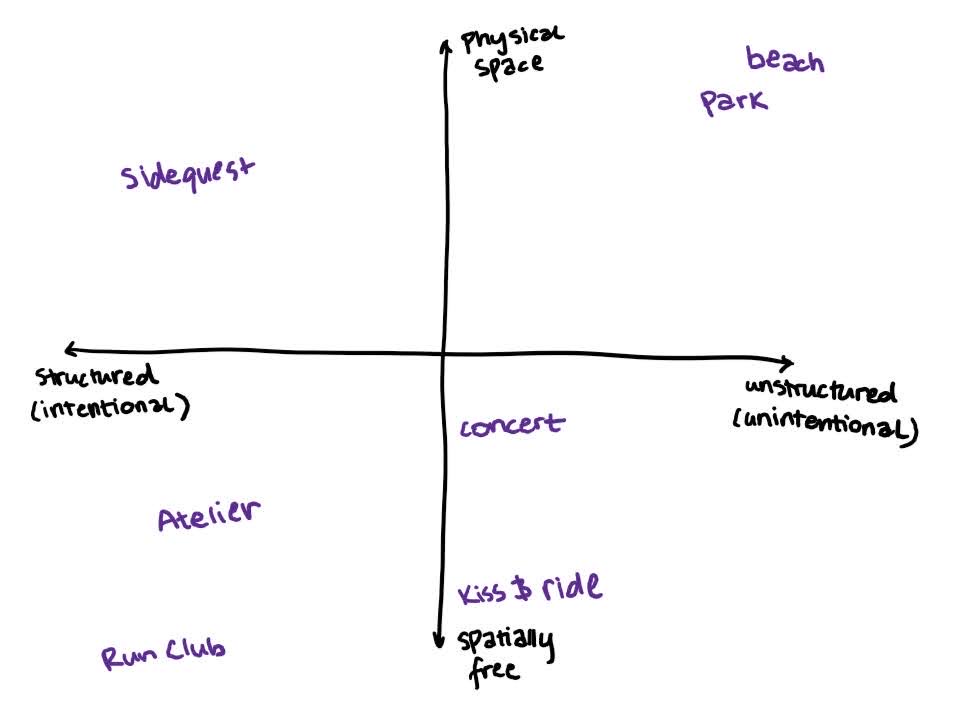 Physical
space
beach
Park
Sidequest
structured
(intentional)
unstructured
(unintentional)
concert
Atelier
Kiss & ride
spatially
free
Run Club